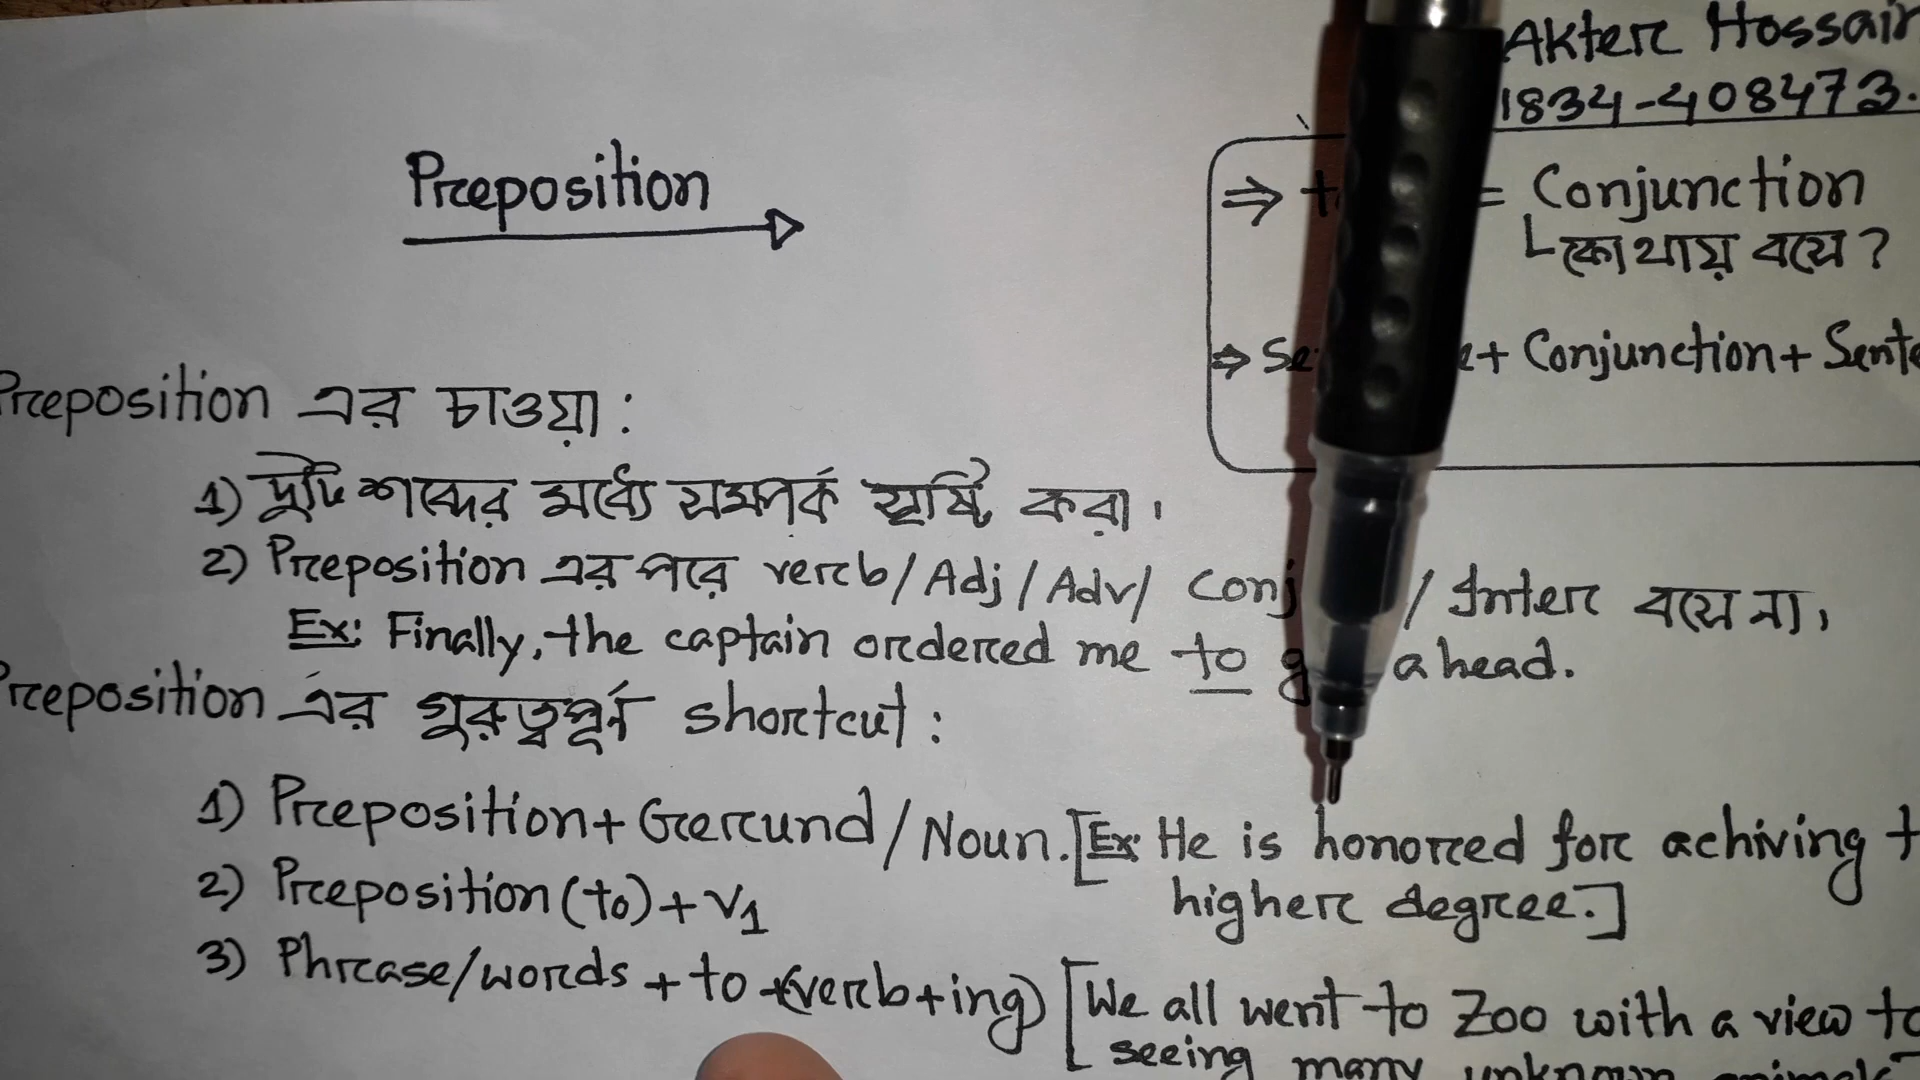 Akter Hossain
1834-408473.
Preposition
⇒ = Conjunction
কোথায় বসে?
⇒ + Conjunction +
Preposition এর চাওয়া:
1) দুটি শব্দের মধ্যে সম্পর্ক সৃষ্টি করা।
2) Preposition এর পরে verb/Adj/Adv/ Conj / Inter বসে না।
Ex: Finally, the captain ordered me to ahead.
Preposition এর গুরুত্বপূর্ন shortcut:
1) Preposition + Gerund/Noun. [Ex: He is honored for achiving
higher degree.]
2) Preposition (to) + V1
3) Phrase/words + to + (verb+ing) [We all went to Zoo with a view to
seeing many unknown animals